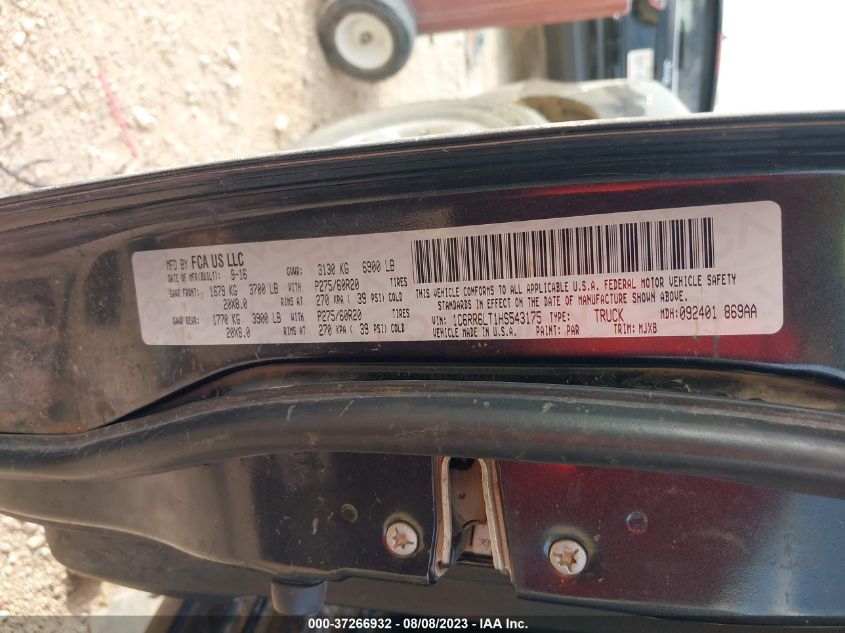 MFD BY FCA US LLC
DATE OF MFR(BUILT): 9-16 GVWR: 3130 KG 6900 LB
GAWR FRONT: 1679 KG 3700 LB WITH P275/60R20 TIRES
20X8.0 RIMS AT 270 KPA ( 39 PSI) COLD
GAWR REAR: 1770 KG 3900 LB WITH P275/60R20 TIRES
20X8.0 RIMS AT 270 KPA ( 39 PSI) COLD
THIS VEHICLE CONFORMS TO ALL APPLICABLE U.S.A. FEDERAL MOTOR VEHICLE SAFETY
STANDARDS IN EFFECT ON THE DATE OF MANUFACTURE SHOWN ABOVE.
VIN: 1C6RR6LT1HS543175 TYPE: TRUCK MDH:092401 869AA
VEHICLE MADE IN U.S.A. PAINT: PAR TRIM: MJX8
000-37266932 - 08/08/2023 - © IAA Inc.